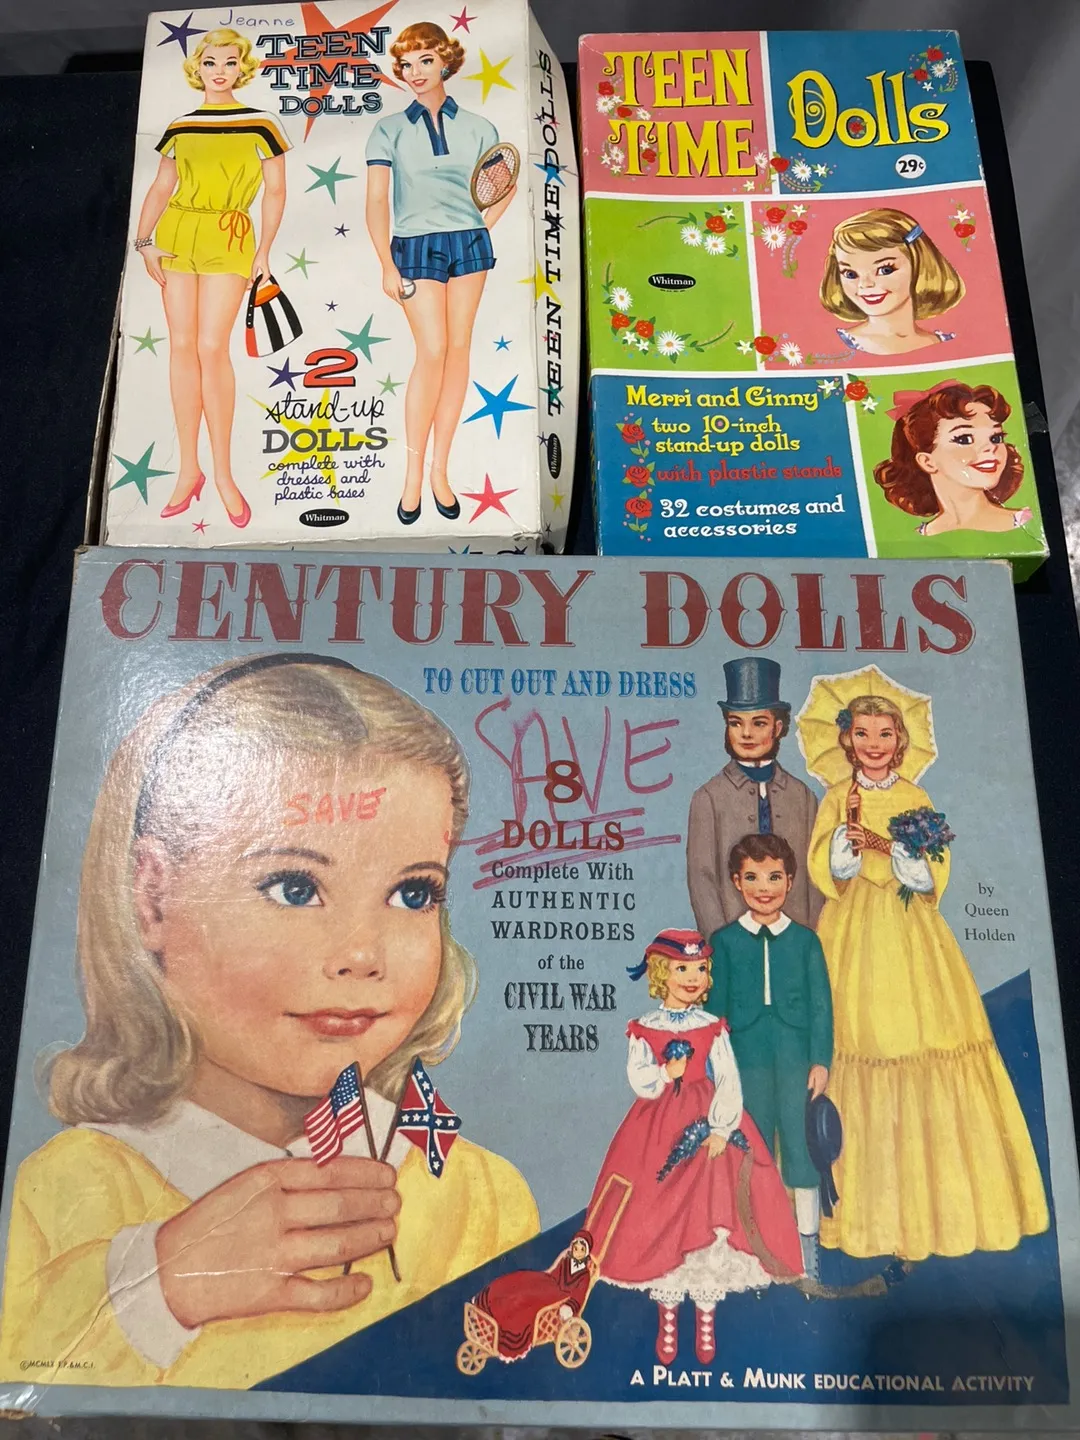 Jeanne
TEEN
TIME
DOLLS
2
stand-up
DOLLS
complete with
dresses and
plastic bases
Whitman
TEEN TIME DOLLS
Whitman
TEEN
TIME
Dolls
29¢
Whitman
Merri and Ginny
two 10-inch
stand-up dolls
with plastic stands
32 costumes and
accessories
CENTURY DOLLS
TO CUT OUT AND DRESS
SAVE
SAVE
8
DOLLS
Complete With
AUTHENTIC
WARDROBES
of the
CIVIL WAR
YEARS
by
Queen
Holden
A PLATT & MUNK EDUCATIONAL ACTIVITY